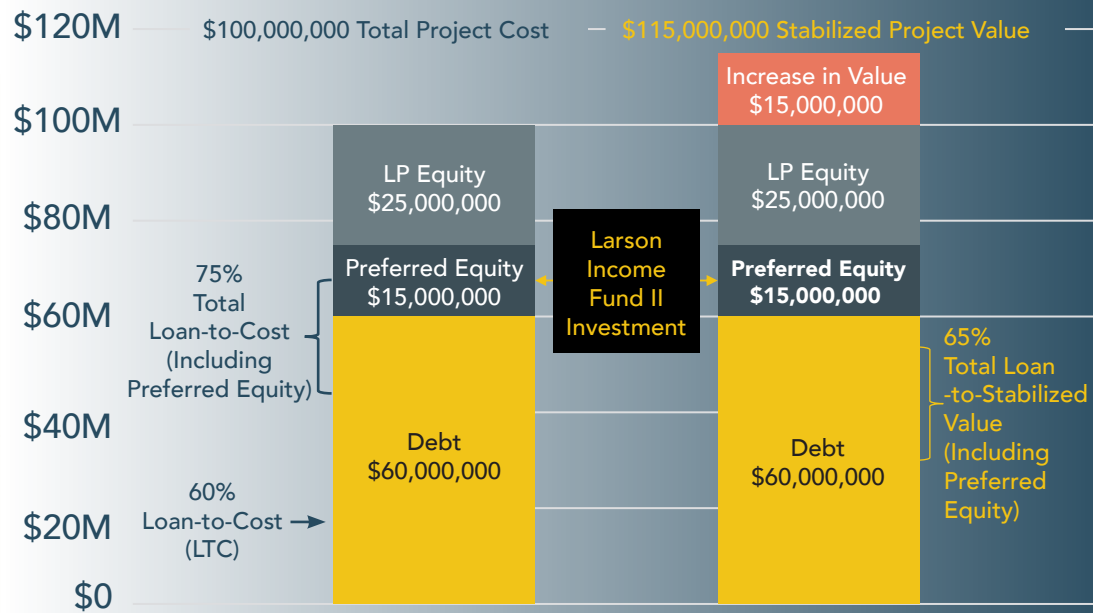 $120M
$100,000,000 Total Project Cost
$115,000,000 Stabilized Project Value
$100M
$80M
$60M
$40M
$20M
$0
75%
Total
Loan-to-Cost
(Including
Preferred Equity)
60%
Loan-to-Cost
(LTC)
LP Equity
$25,000,000
Preferred Equity
$15,000,000
Debt
$60,000,000
Larson
Income
Fund II
Investment
Increase in Value
$15,000,000
LP Equity
$25,000,000
Preferred Equity
$15,000,000
Debt
$60,000,000
65%
Total Loan
-to-Stabilized
Value
(Including
Preferred
Equity)